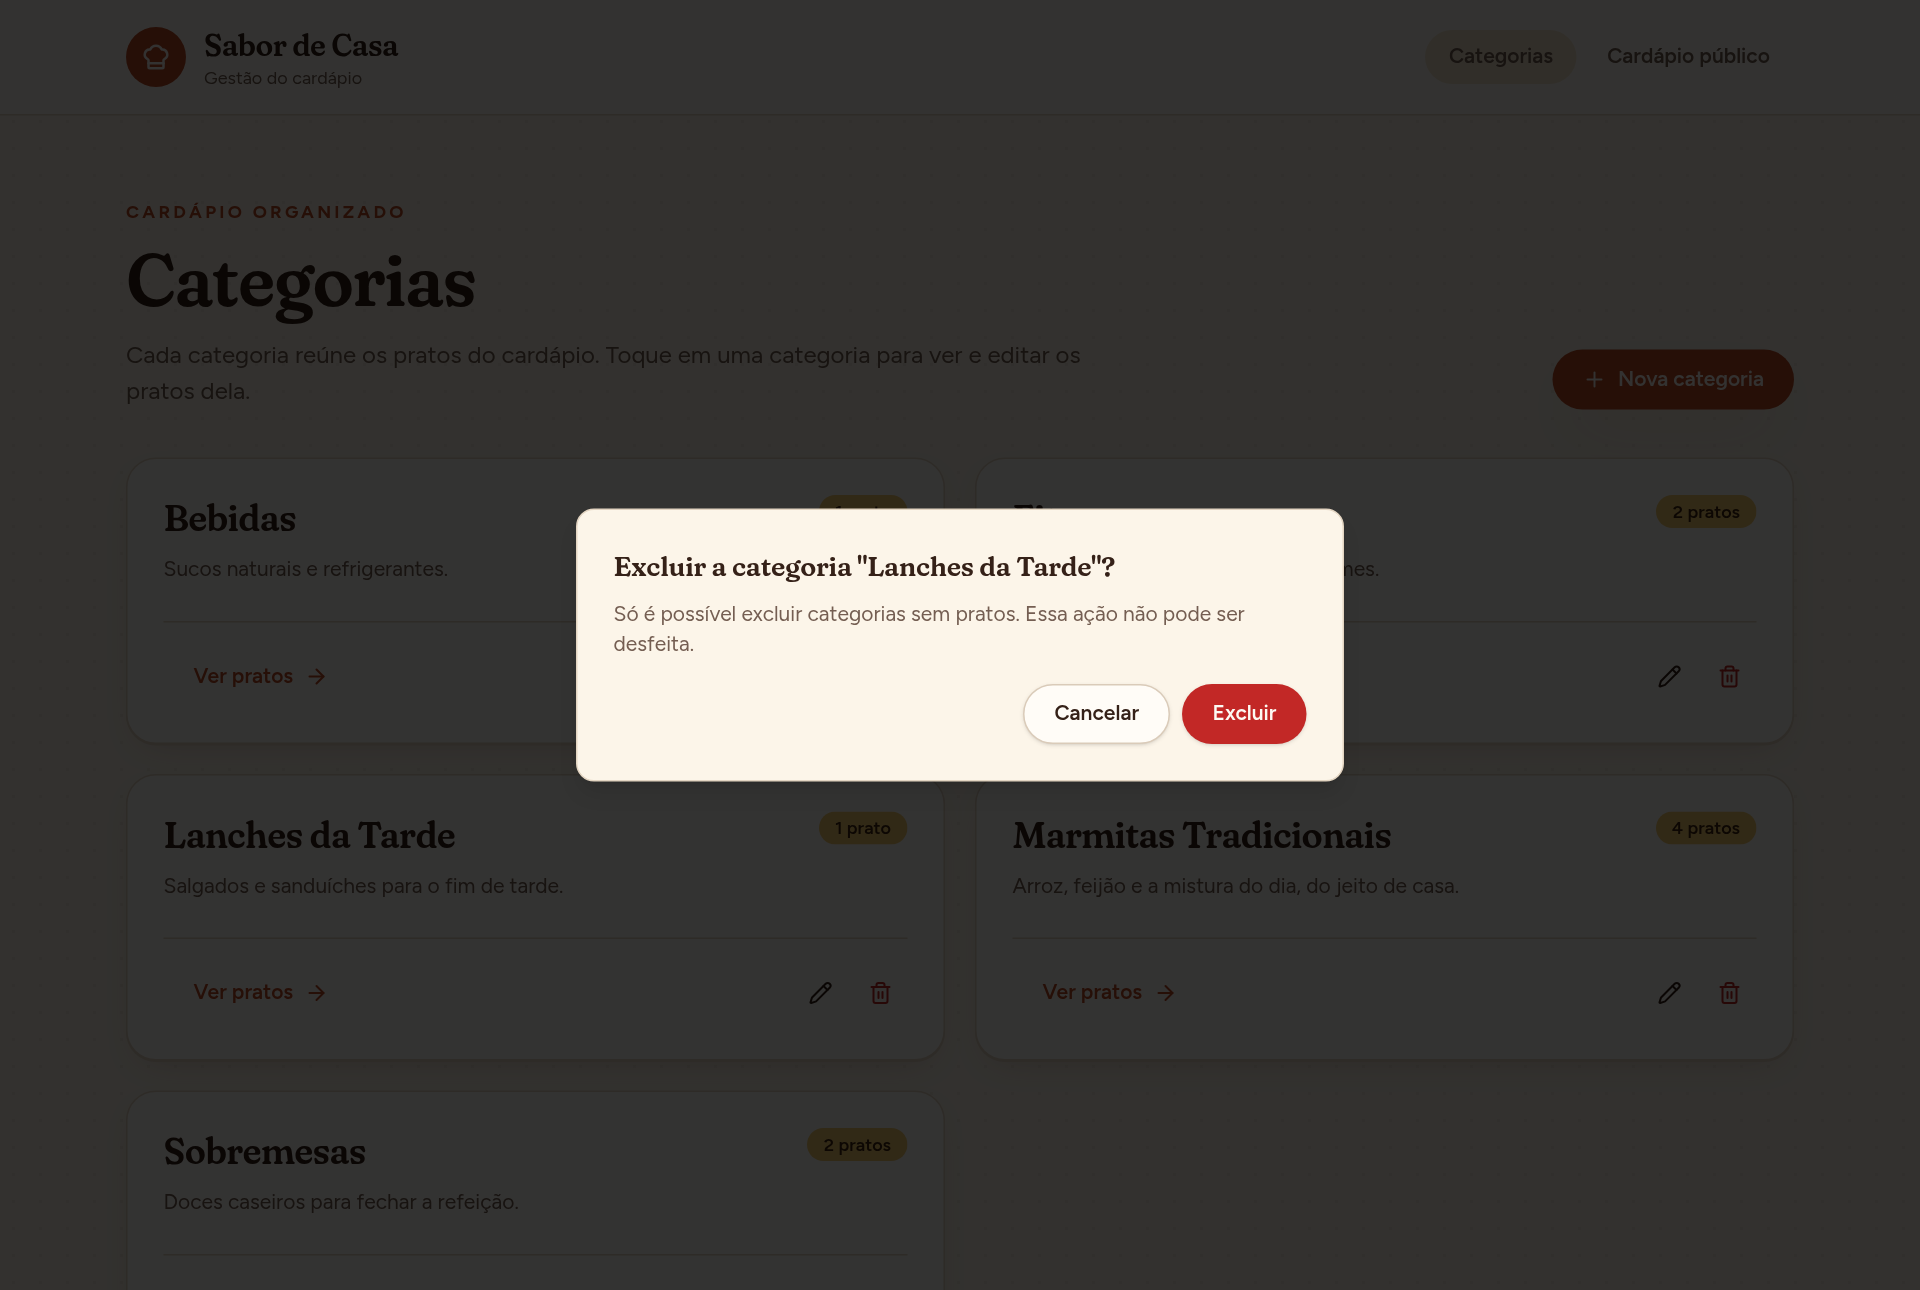 Sabor de Casa
Gestão do cardápio
Categorias
Cardápio público
CARDÁPIO ORGANIZADO
Categorias
Cada categoria reúne os pratos do cardápio. Toque em uma categoria para ver e editar os
pratos dela.
Nova categoria
Bebidas
Sucos naturais e refrigerantes.
Ver pratos
2 pratos
Excluir a categoria "Lanches da Tarde"?
Só é possível excluir categorias sem pratos. Essa ação não pode ser
desfeita.
Cancelar
Excluir
Lanches da Tarde
1 prato
Salgados e sanduíches para o fim de tarde.
Ver pratos
Marmitas Tradicionais
4 pratos
Arroz, feijão e a mistura do dia, do jeito de casa.
Ver pratos
Sobremesas
2 pratos
Doces caseiros para fechar a refeição.